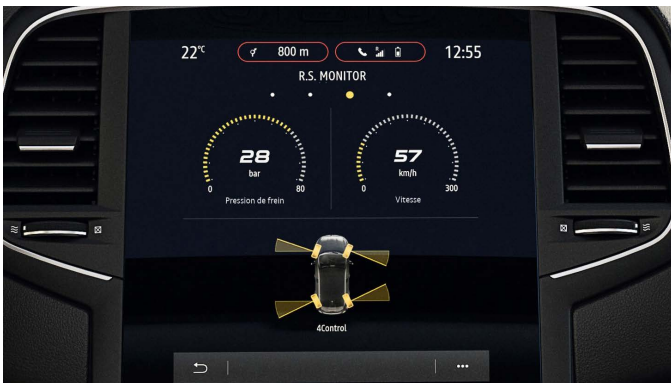 22°C
800 m
12:55
R.S. MONITOR
28
bar
0
80
Pression de frein
57
km/h
0
300
Vitesse
4Control